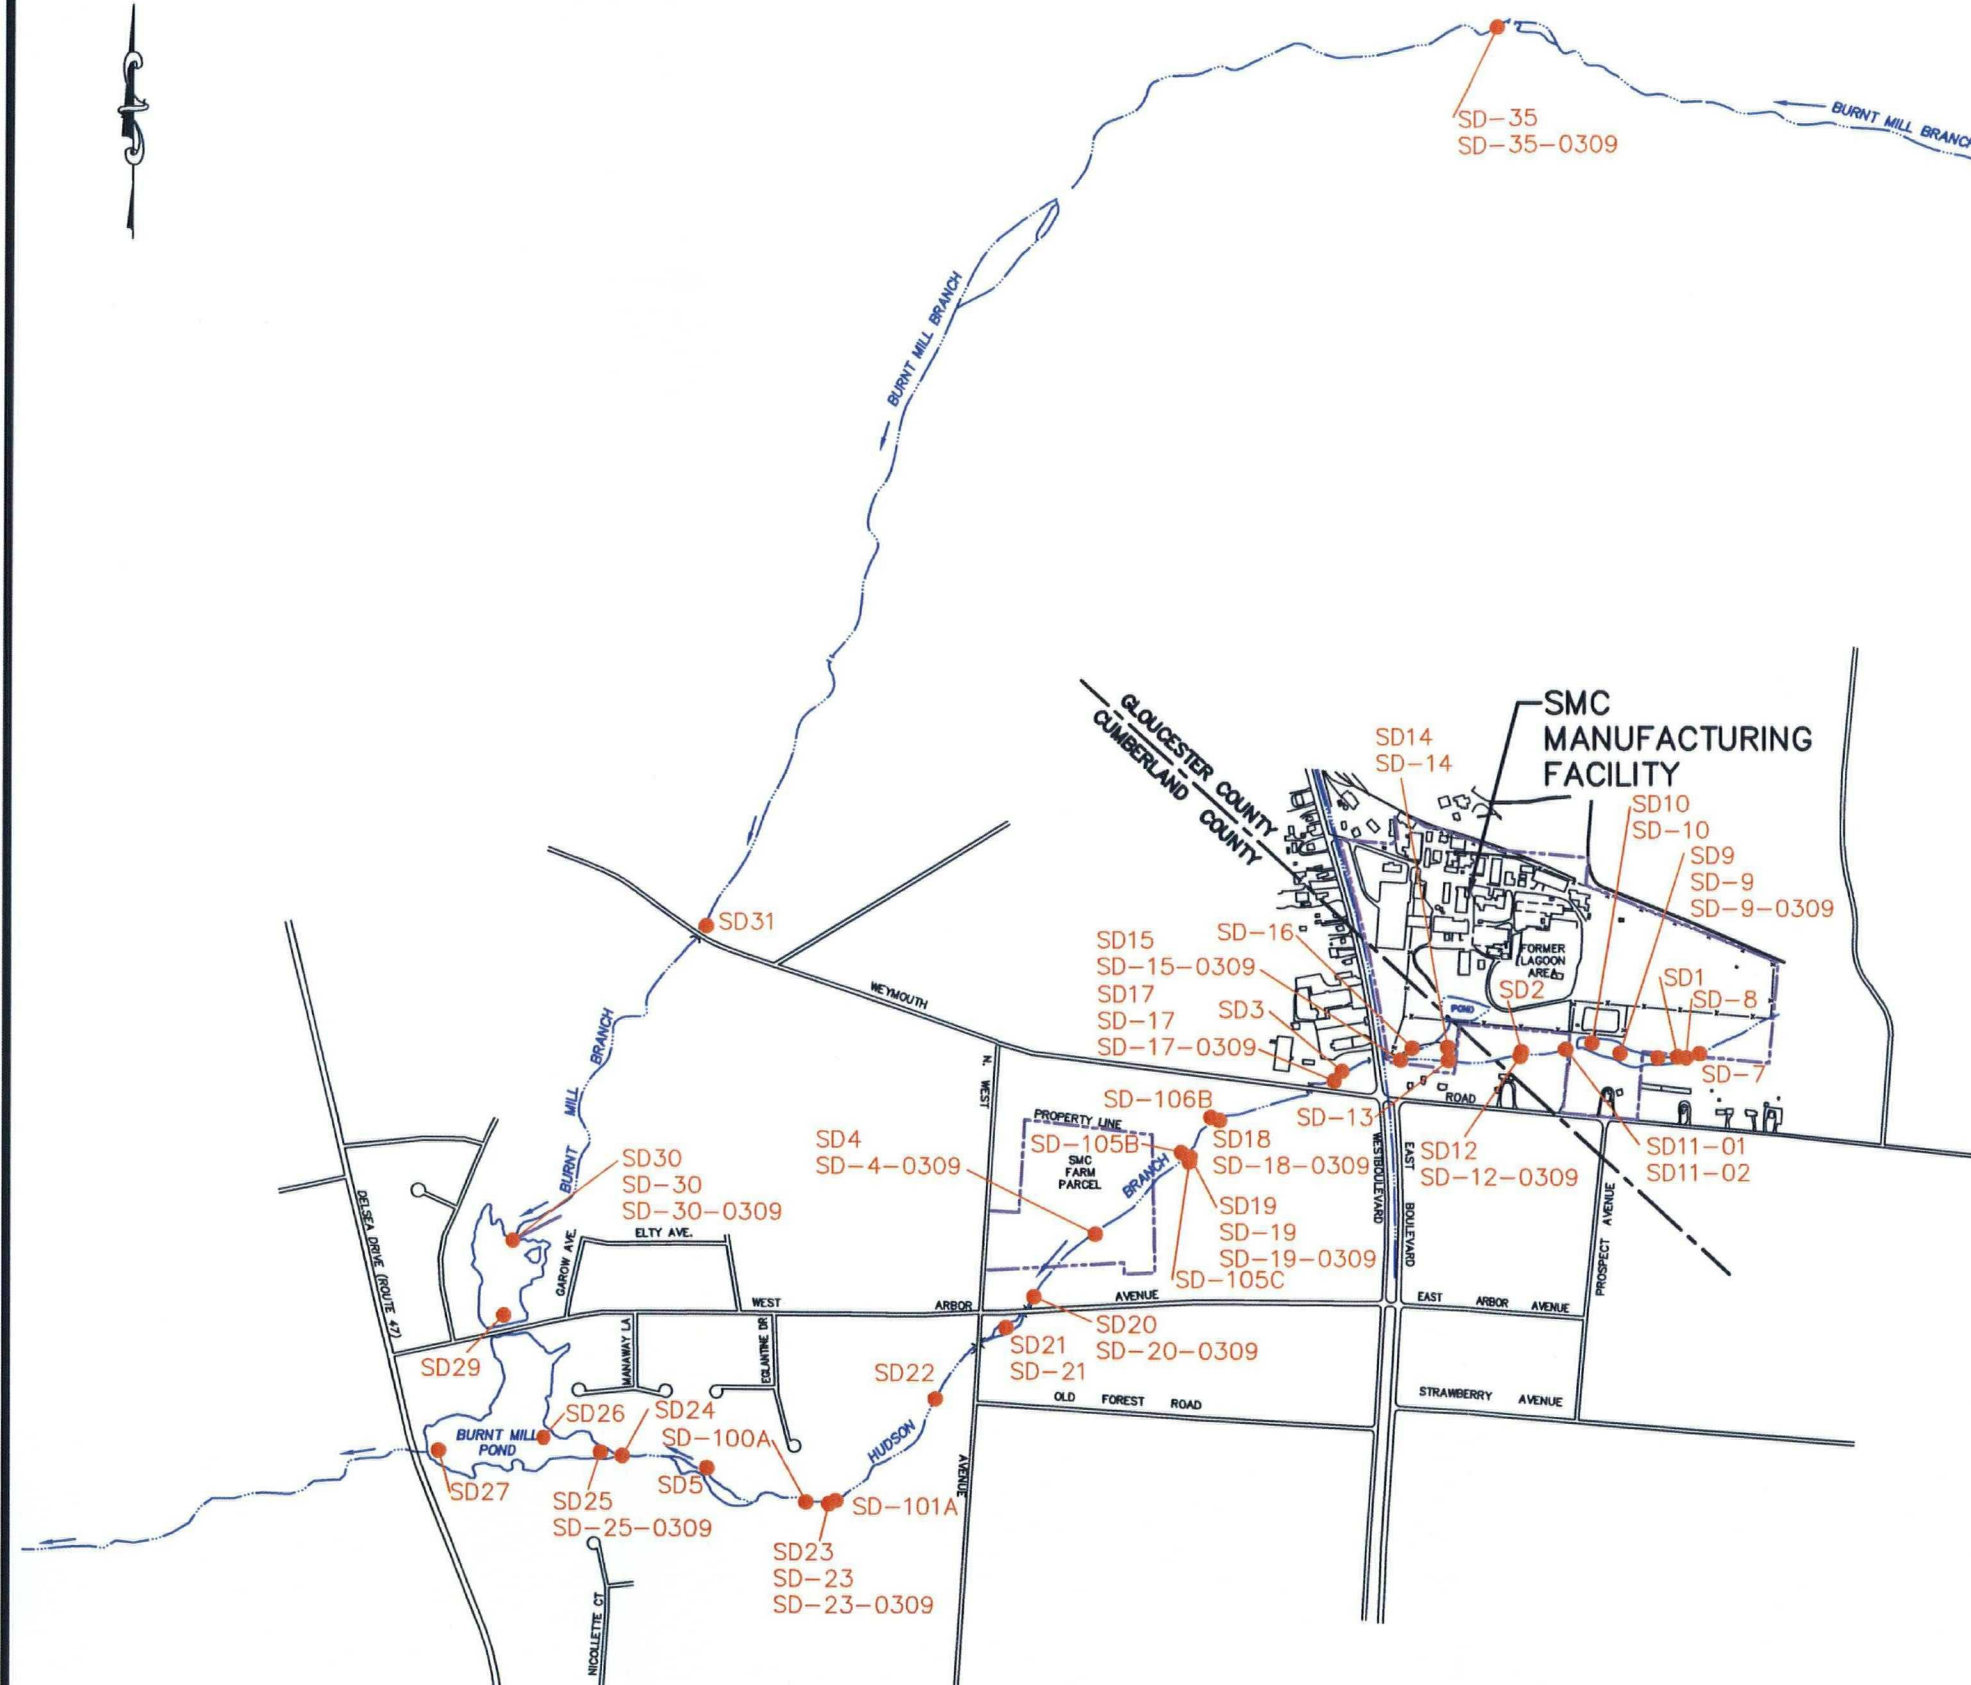 SD-35
SD-35-0309
BURNT MILL BRANCH
BURNT MILL BRANCH
GLOUCESTER COUNTY
CUMBERLAND COUNTY
SMC
MANUFACTURING
FACILITY
SD14
SD-14
SD10
SD-10
SD9
SD-9
SD-9-0309
SD31
SD15
SD-15-0309
SD17
SD-17
SD-17-0309
SD-16
SD3
FORMER
LAGOON
AREA
POND
SD2
SD1
SD-8
SD-7
WEYMOUTH
ROAD
BURNT MILL BRANCH
N. WEST
AVENUE
SD-106B
SD-13
PROPERTY LINE
SD-105B
SMC
FARM
PARCEL
SD18
SD-18-0309
SD12
SD-12-0309
SD11-01
SD11-02
SD4
SD-4-0309
HUDSON
BRANCH
SD19
SD-19
SD-19-0309
SD-105C
WESTBOULEVARD
EAST BOULEVARD
PROSPECT AVENUE
SD30
SD-30
SD-30-0309
DELSEA DRIVE (ROUTE 47)
GAROW AVE.
ELTY AVE.
WEST ARBOR AVENUE
EAST ARBOR AVENUE
SD20
SD-20-0309
SD21
SD-21
SD29
MANAWAY LA
EGLANTINE DR
SD22
OLD FOREST ROAD
STRAWBERRY AVENUE
SD26
SD24
SD-100A
BURNT MILL
POND
SD27
SD25
SD-25-0309
SD5
SD-101A
SD23
SD-23
SD-23-0309
NICOLLETTE CT